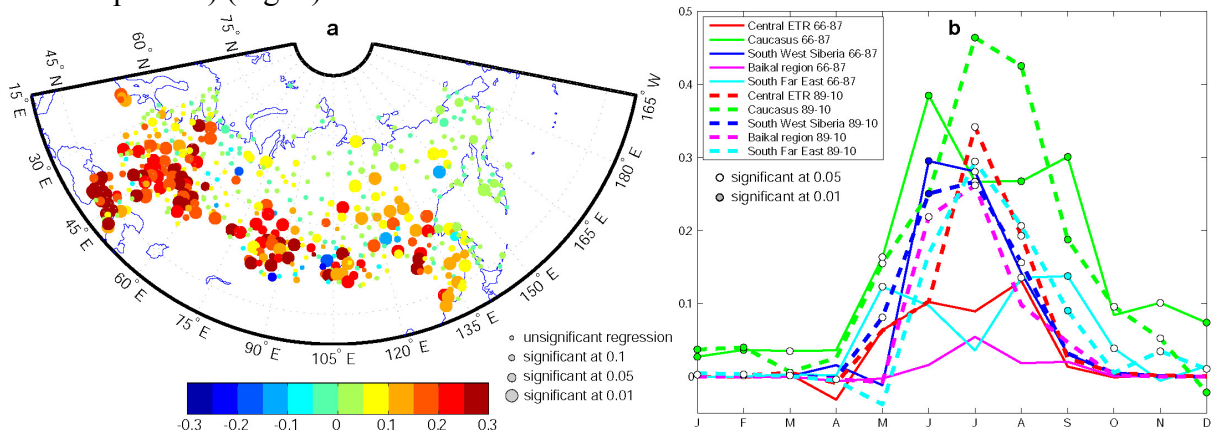 a
15° E
30° E
45° E
60° E
75° E
90° E
105° E
120° E
135° E
150° E
165° E
180° E
165° W
45° N
60° N
75° N
75° N
unsignificant regression
significant at 0.1
significant at 0.05
significant at 0.01
-0.3 -0.2 -0.1 0 0.1 0.2 0.3
b
0.5
0.4
0.3
0.2
0.1
0
Central ETR 66-87
Caucasus 66-87
South West Siberia 66-87
Baikal region 66-87
South Far East 66-87
Central ETR 89-10
Caucasus 89-10
South West Siberia 89-10
Baikal region 89-10
South Far East 89-10
significant at 0.05
significant at 0.01
J F M A M J J A S O N D